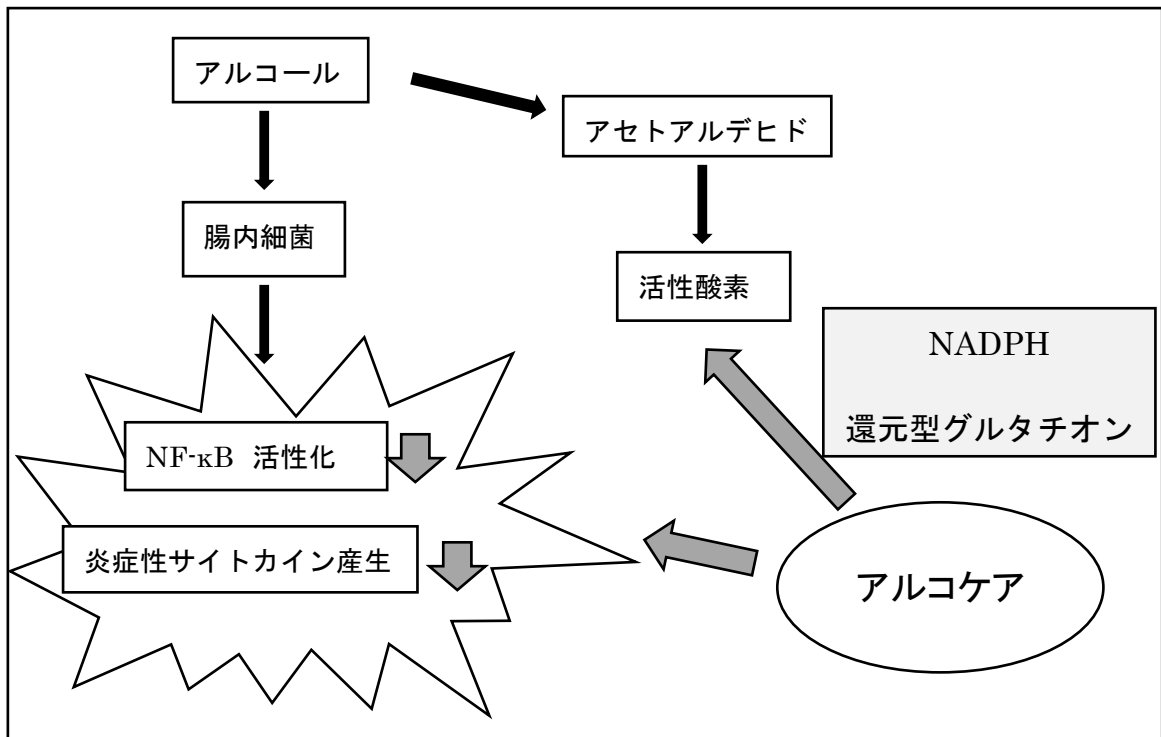 アルコール
アセトアルデヒド
腸内細菌
活性酸素
NADPH
還元型グルタチオン
NF-κB 活性化
炎症性サイトカイン産生
アルコケア